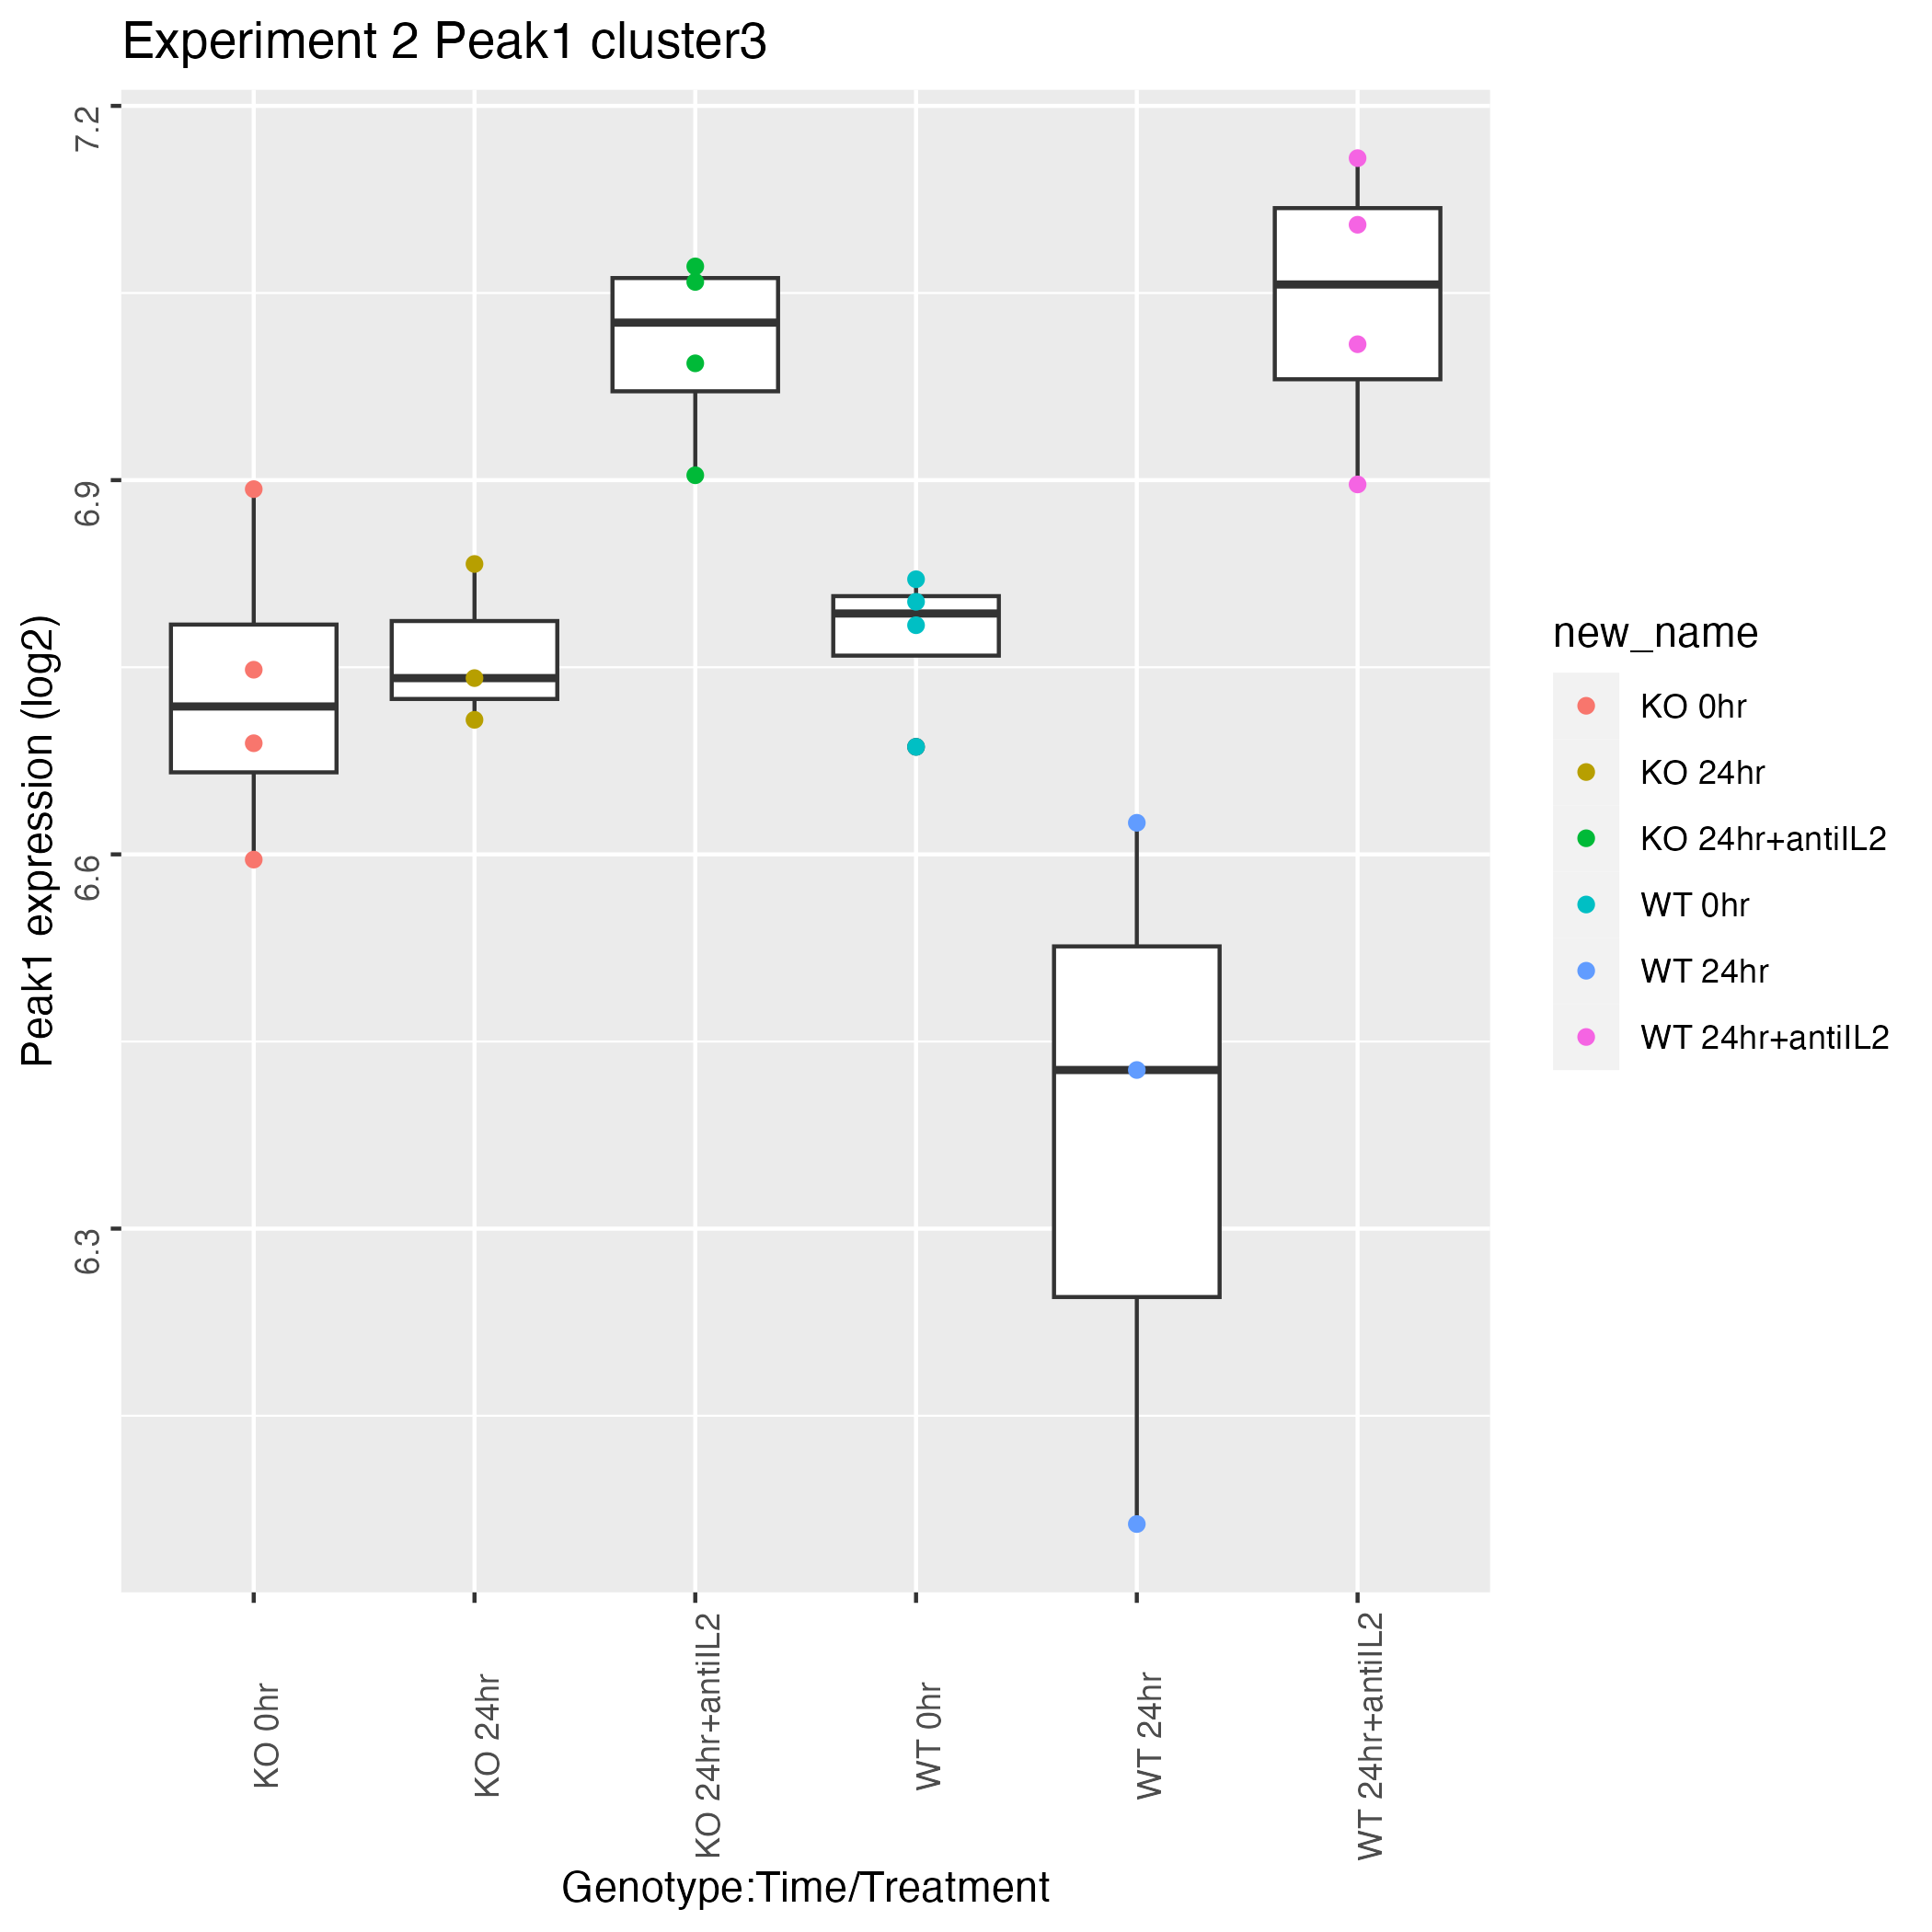 Experiment 2 Peak1 cluster3
Peak1 expression (log2)
7.2
6.9
6.6
6.3
KO 0hr
KO 24hr
KO 24hr+antiIL2
WT 0hr
WT 24hr
WT 24hr+antiIL2
Genotype:Time/Treatment
new_name
KO 0hr
KO 24hr
KO 24hr+antiIL2
WT 0hr
WT 24hr
WT 24hr+antiIL2